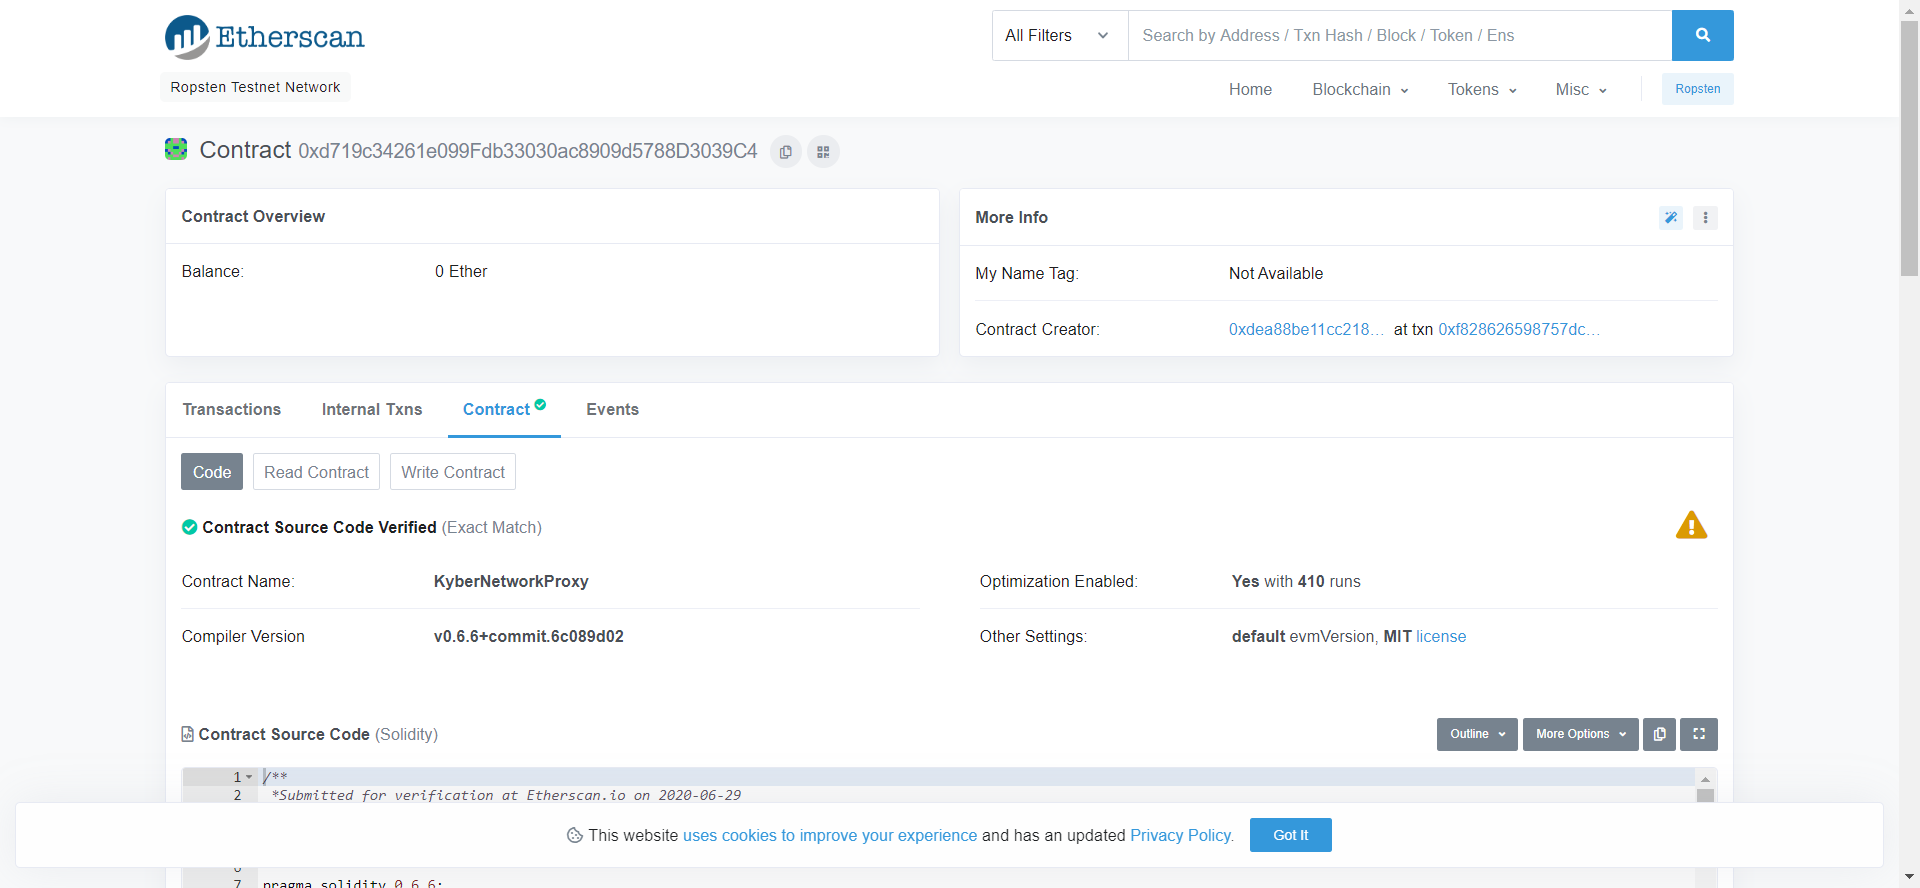 Etherscan
All Filters
Search by Address / Txn Hash / Block / Token / Ens
Ropsten Testnet Network
Home
Blockchain
Tokens
Misc
Ropsten
Contract 0xd719c34261e099Fdb33030ac8909d5788D3039C4
Contract Overview
Balance:
0 Ether
More Info
My Name Tag:
Not Available
Contract Creator:
0xdea88be11cc218... at txn 0xf828626598757dc...
Transactions
Internal Txns
Contract
Events
Code
Read Contract
Write Contract
Contract Source Code Verified (Exact Match)
Contract Name:
KyberNetworkProxy
Optimization Enabled:
Yes with 410 runs
Compiler Version
v0.6.6+commit.6c089d02
Other Settings:
default evmVersion, MIT license
Contract Source Code (Solidity)
Outline
More Options
1 /**
2 *Submitted for verification at Etherscan.io on 2020-06-29
This website uses cookies to improve your experience and has an updated Privacy Policy.
Got It
7 pragma solidity 0.6.6;